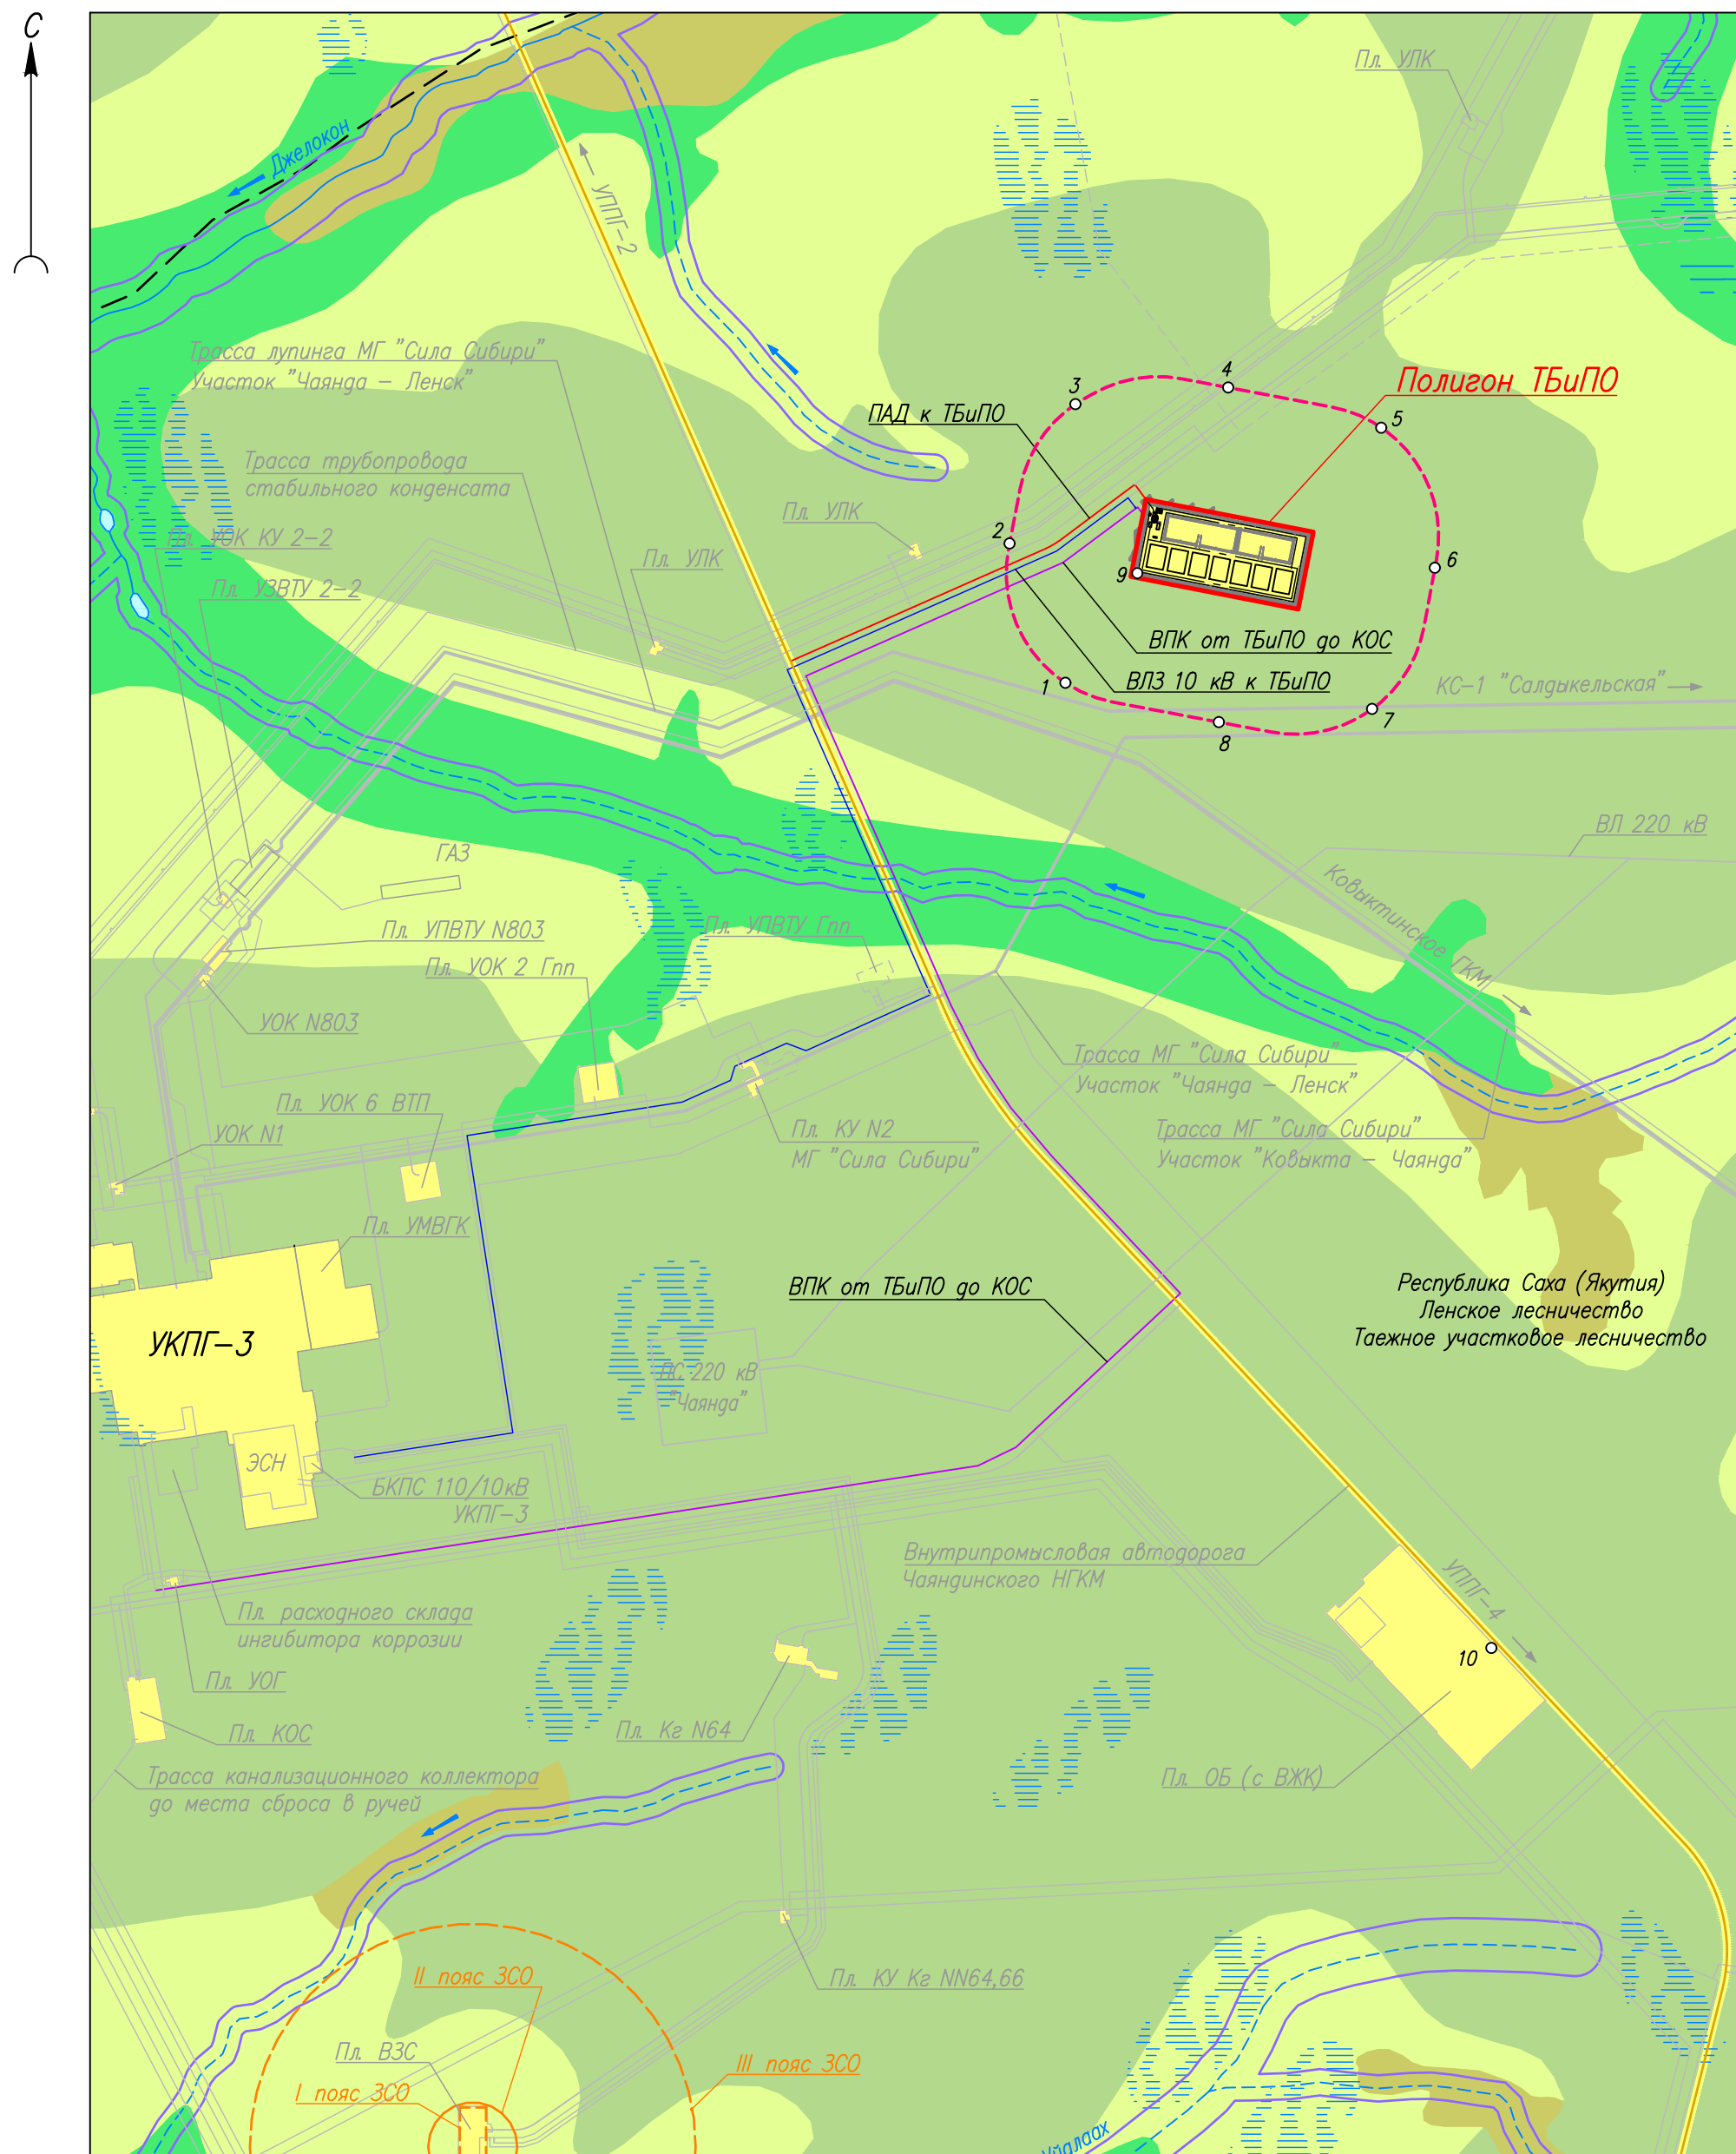 С
Пл. УЛК
Джелокон
УППГ-2
Трасса лупинга МГ "Сила Сибири"
Участок "Чаянда – Ленск"
Полигон ТБиПО
3
4
5
ПАД к ТБиПО
Трасса трубопровода
стабильного конденсата
Пл. УЛК
Пл. УОК КУ 2-2
2
Пл. УЛК
9
6
Пл. УЗВТУ 2-2
ВПК от ТБиПО до КОС
ВЛЗ 10 кВ к ТБиПО
1
КС-1 "Салдыкельская"
7
8
ВЛ 220 кВ
ГАЗ
Ковыктинское ГКМ
Пл. УПВТУ N803
Пл. УПВТУ Гпп
Пл. УОК 2 Гпп
УОК N803
Трасса МГ "Сила Сибири"
Участок "Чаянда – Ленск"
Пл. УОК 6 ВТП
УОК N1
Пл. КУ N2
МГ "Сила Сибири"
Трасса МГ "Сила Сибири"
Участок "Ковыкта – Чаянда"
Пл. УМВГК
ВПК от ТБиПО до КОС
Республика Саха (Якутия)
Ленское лесничество
Таежное участковое лесничество
УКПГ-3
ПС 220 кВ
"Чаянда"
ЭСН
БКПС 110/10кВ
УКПГ-3
Внутрипромысловая автодорога
Чаяндинского НГКМ
УППГ-4
Пл. расходного склада
ингибитора коррозии
10
Пл. УОГ
Пл. КОС
Пл. Кг N64
Трасса канализационного коллектора
до места сброса в ручей
Пл. ОБ (с ВЖК)
II пояс ЗСО
Пл. КУ Кг NN64,66
Пл. ВЗС
III пояс ЗСО
I пояс ЗСО
Уйалаах